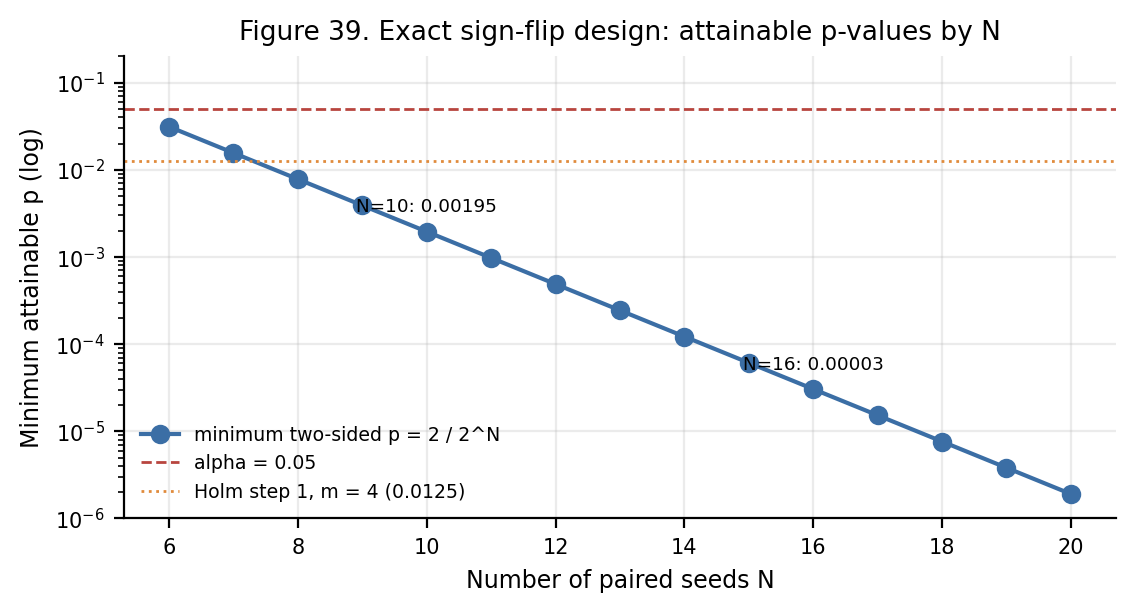 Figure 39. Exact sign-flip design: attainable p-values by N
Minimum attainable p (log)
10⁻¹
10⁻²
10⁻³
10⁻⁴
10⁻⁵
10⁻⁶
N=10: 0.00195
N=16: 0.00003
minimum two-sided p = 2 / 2^N
alpha = 0.05
Holm step 1, m = 4 (0.0125)
6 8 10 12 14 16 18 20
Number of paired seeds N